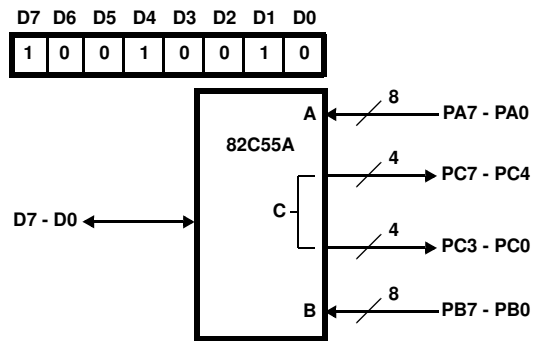 D7 D6 D5 D4 D3 D2 D1 D0
1 0 0 1 0 0 1 0
8
A
PA7 - PA0
82C55A
4
PC7 - PC4
C
D7 - D0
4
PC3 - PC0
8
B
PB7 - PB0